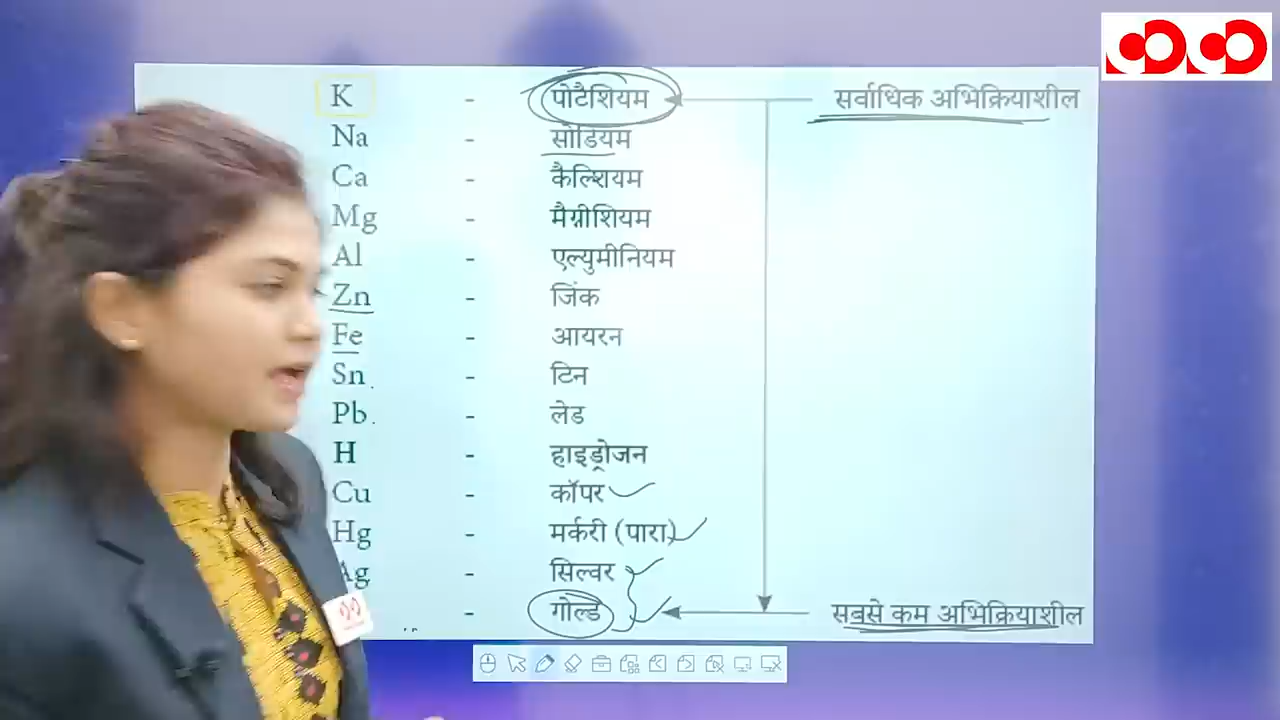 K - पोटैशियम सर्वाधिक अभिक्रियाशील
Na - सोडियम
Ca - कैल्शियम
Mg - मैग्नीशियम
Al - एल्युमीनियम
Zn - जिंक
Fe - आयरन
Sn - टिन
Pb - लेड
H - हाइड्रोजन
Cu - कॉपर
Hg - मर्करी (पारा)
Ag - सिल्वर
- गोल्ड सबसे कम अभिक्रियाशील